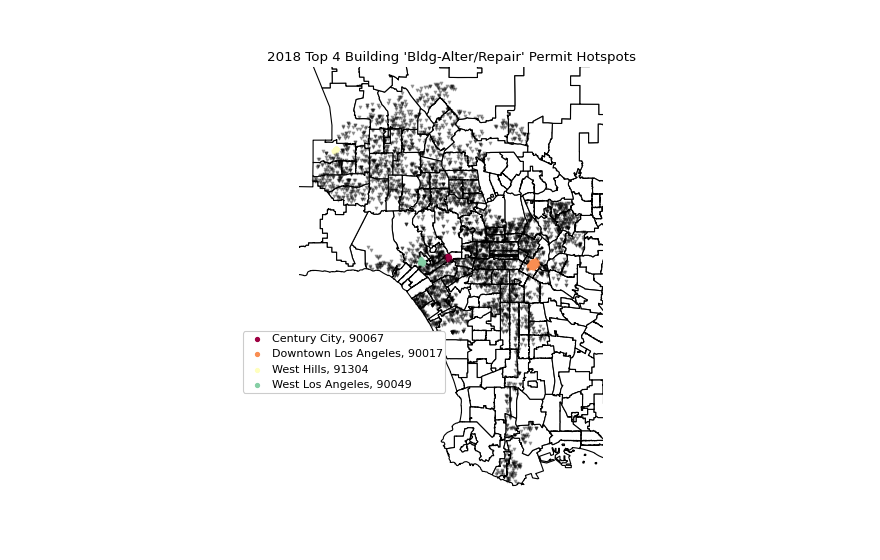 2018 Top 4 Building 'Bldg-Alter/Repair' Permit Hotspots
Century City, 90067
Downtown Los Angeles, 90017
West Hills, 91304
West Los Angeles, 90049